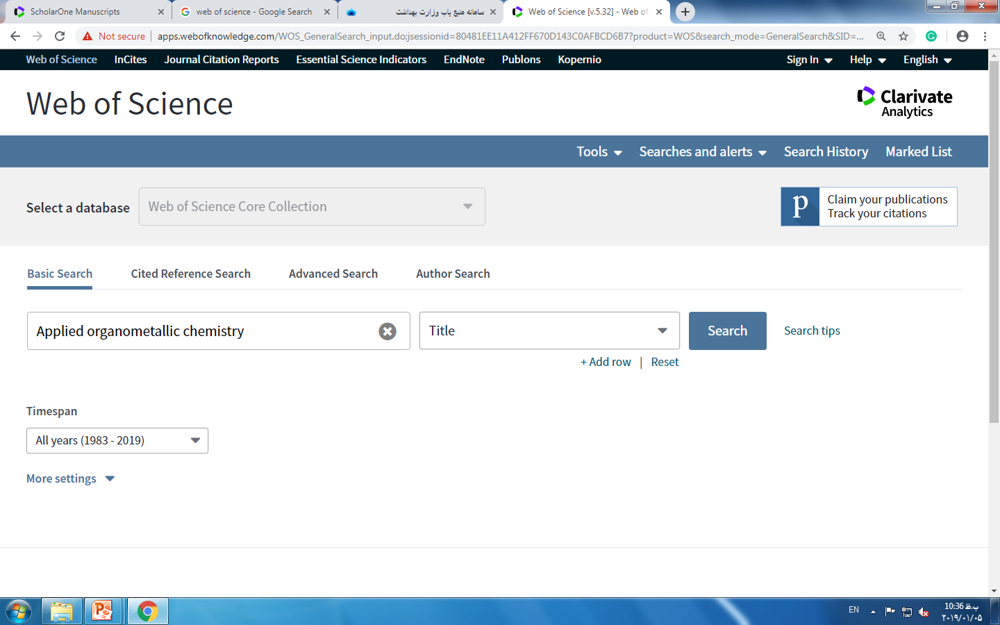 ScholarOne Manuscripts
web of science - Google Search
سامانه منبع یاب وزارت بهداشت
Web of Science [v.5.32] - Web of
Not secure
apps.webofknowledge.com/WOS_GeneralSearch_input.do;jsessionid=80481EE11A412FF670D143C0AFBCD6B7?product=WOS&search_mode=GeneralSearch&SID=...
Web of Science InCites Journal Citation Reports Essential Science Indicators EndNote Publons Kopernio Sign In Help English
Web of Science
Clarivate
Analytics
Tools Searches and alerts Search History Marked List
Select a database Web of Science Core Collection
p
Claim your publications
Track your citations
Basic Search Cited Reference Search Advanced Search Author Search
Applied organometallic chemistry Title Search Search tips
+ Add row | Reset
Timespan
All years (1983 - 2019)
More settings
EN
10:36 ب.ظ
۲۰۱۹/۰۱/۰۵